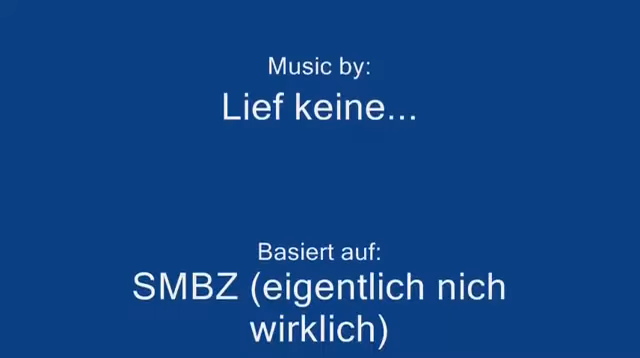 Music by:
Lief keine...
Basiert auf:
SMBZ (eigentlich nich
wirklich)